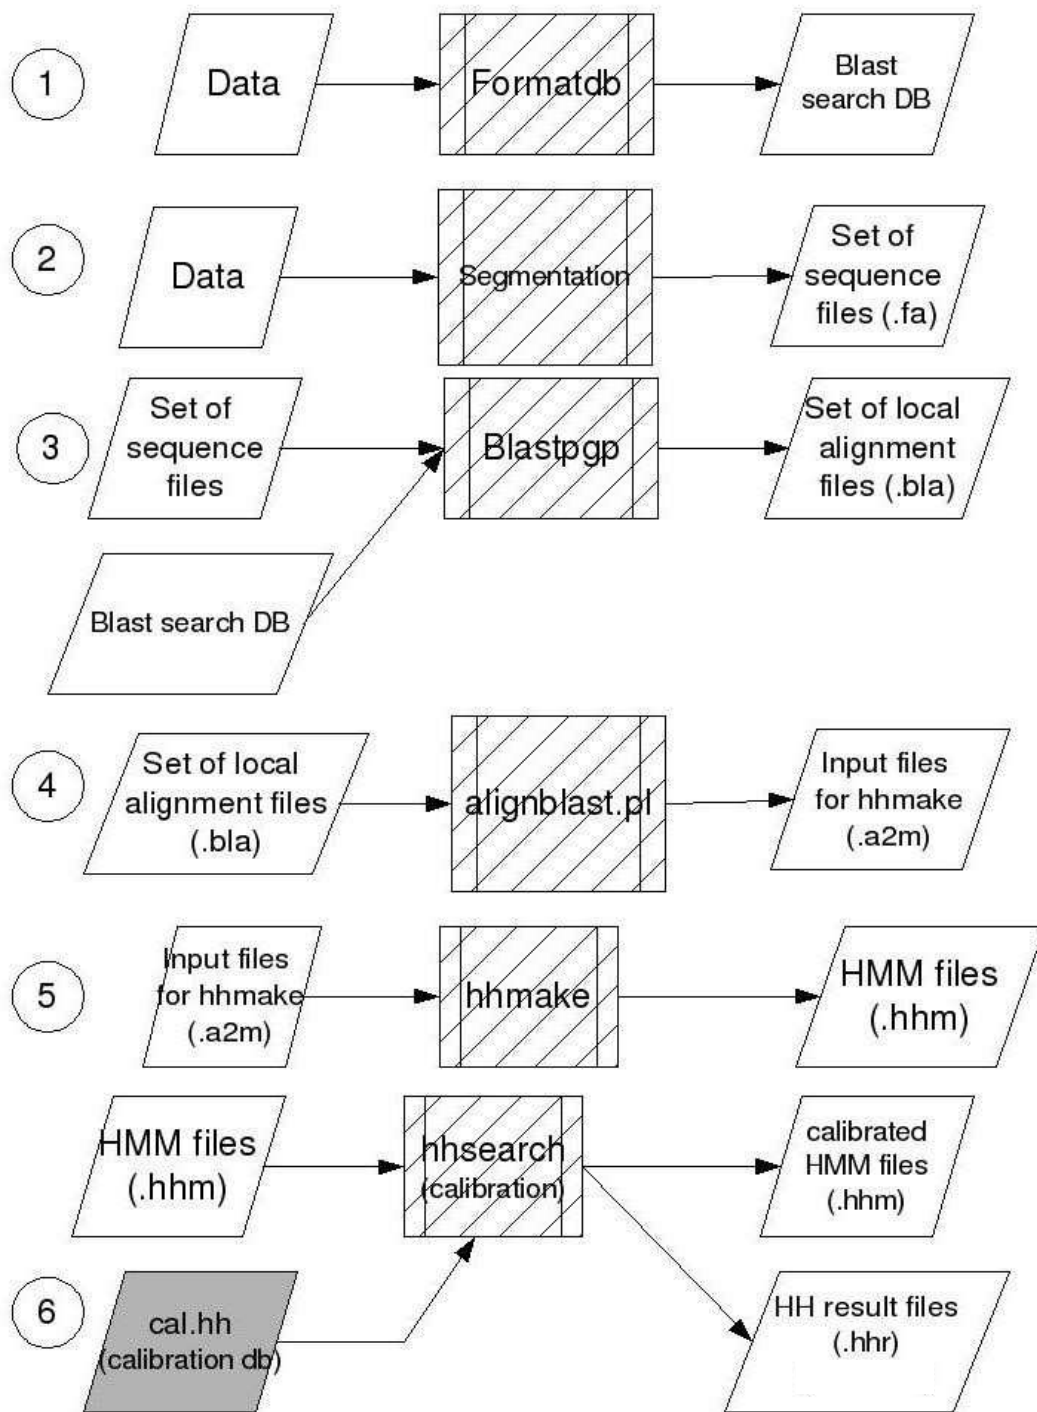 1
Data
Formatdb
Blast
search DB
2
Data
Segmentation
Set of
sequence
files (.fa)
3
Set of
sequence
files
Blastpgp
Set of local
alignment
files (.bla)
Blast search DB
4
Set of local
alignment files
(.bla)
alignblast.pl
Input files
for hhmake
(.a2m)
5
Input files
for hhmake
(.a2m)
hhmake
HMM files
(.hhm)
HMM files
(.hhm)
hhsearch
(calibration)
calibrated
HMM files
(.hhm)
6
cal.hh
(calibration db)
HH result files
(.hhr)